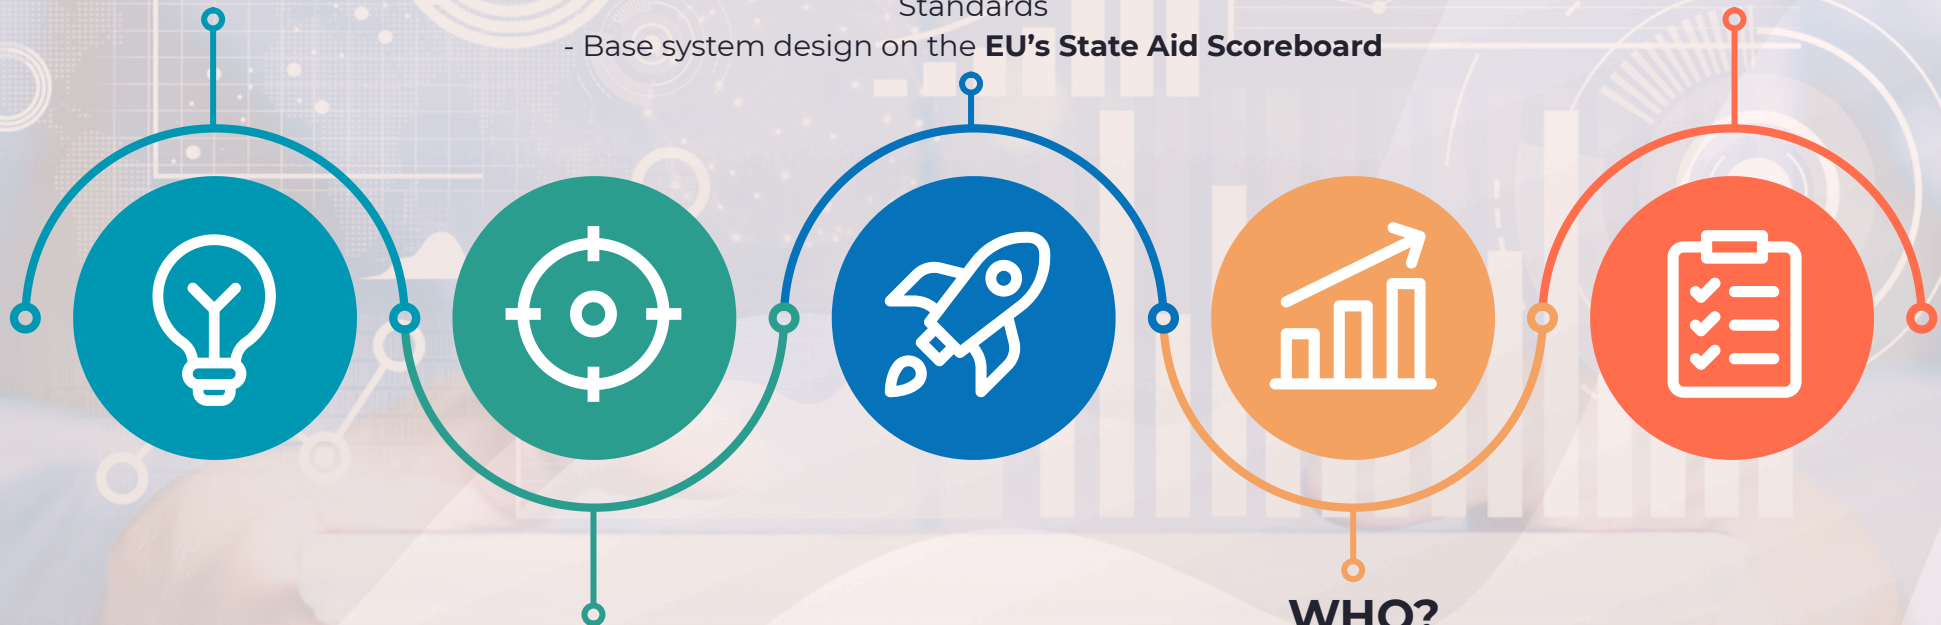 Standards
- Base system design on the EU’s State Aid Scoreboard
WHO?